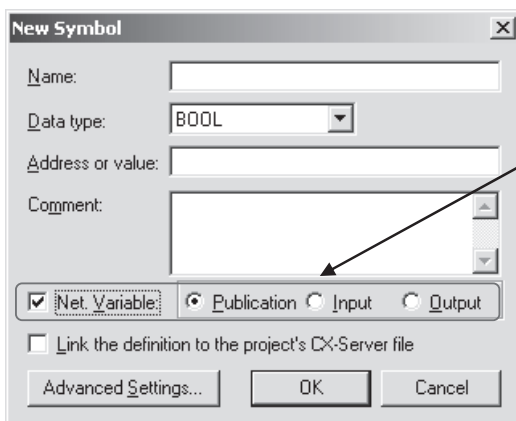 New Symbol
Name:
Data type: BOOL
Address or value:
Comment:
Net. Variable: Publication Input Output
Link the definition to the project's CX-Server file
Advanced Settings... OK Cancel